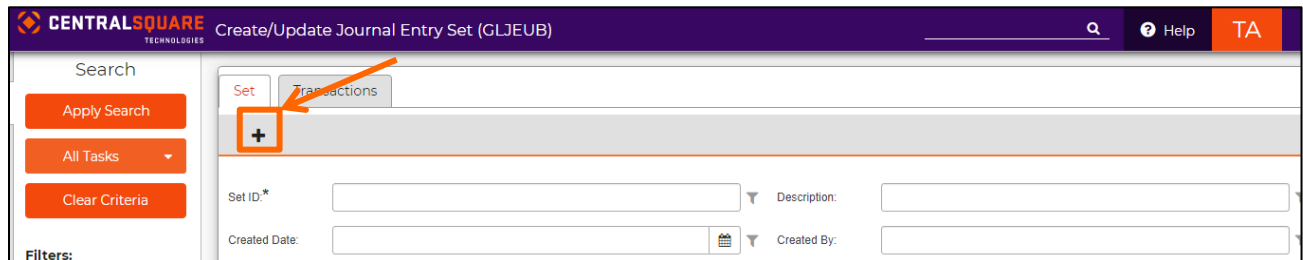 CENTRALSQUARE
TECHNOLOGIES
Create/Update Journal Entry Set (GLJEUB)
Help
TA
Search
Apply Search
All Tasks
Clear Criteria
Filters:
Set
Transactions
+
Set ID:*
Description:
Created Date:
Created By: